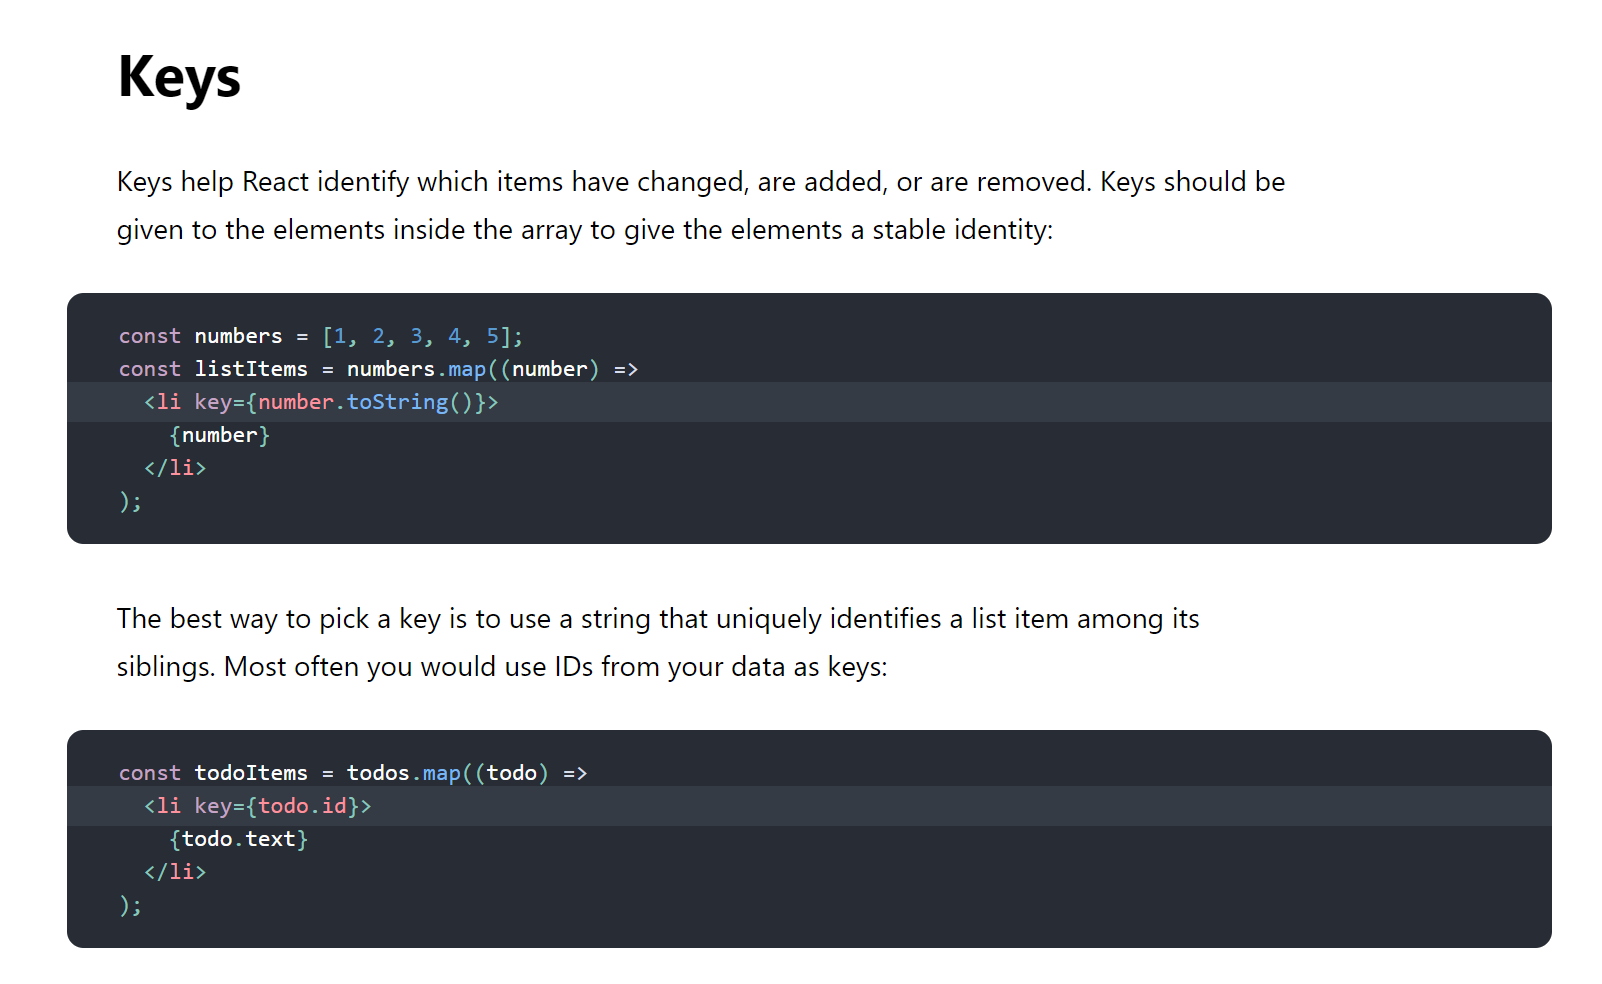 Keys
Keys help React identify which items have changed, are added, or are removed. Keys should be
given to the elements inside the array to give the elements a stable identity:
const numbers = [1, 2, 3, 4, 5];
const listItems = numbers.map((number) =>
  <li key={number.toString()}>
    {number}
  </li>
);
The best way to pick a key is to use a string that uniquely identifies a list item among its
siblings. Most often you would use IDs from your data as keys:
const todoItems = todos.map((todo) =>
  <li key={todo.id}>
    {todo.text}
  </li>
);